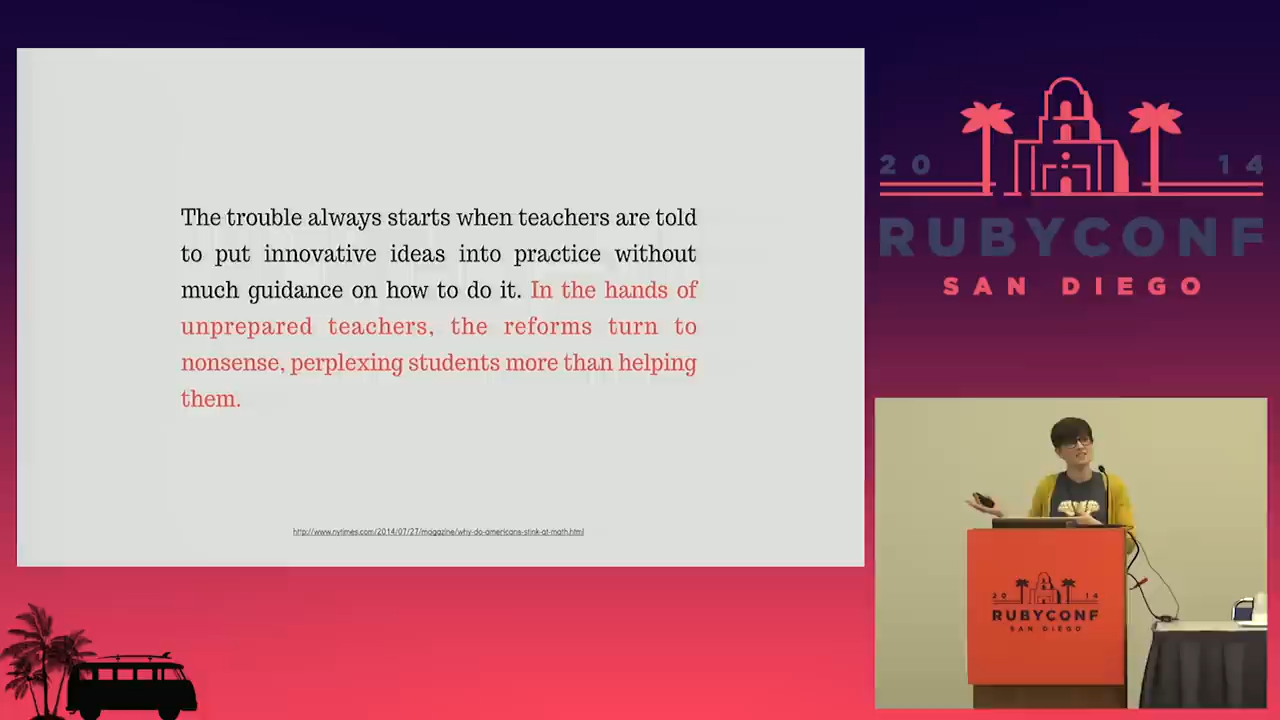 The trouble always starts when teachers are told
to put innovative ideas into practice without
much guidance on how to do it. In the hands of
unprepared teachers, the reforms turn to
nonsense, perplexing students more than helping
them.
http://www.nytimes.com/2014/07/27/magazine/why-do-americans-stink-at-math.html
20 14
RUBYCONF
SAN DIEGO
20 14
RUBYCONF
SAN DIEGO